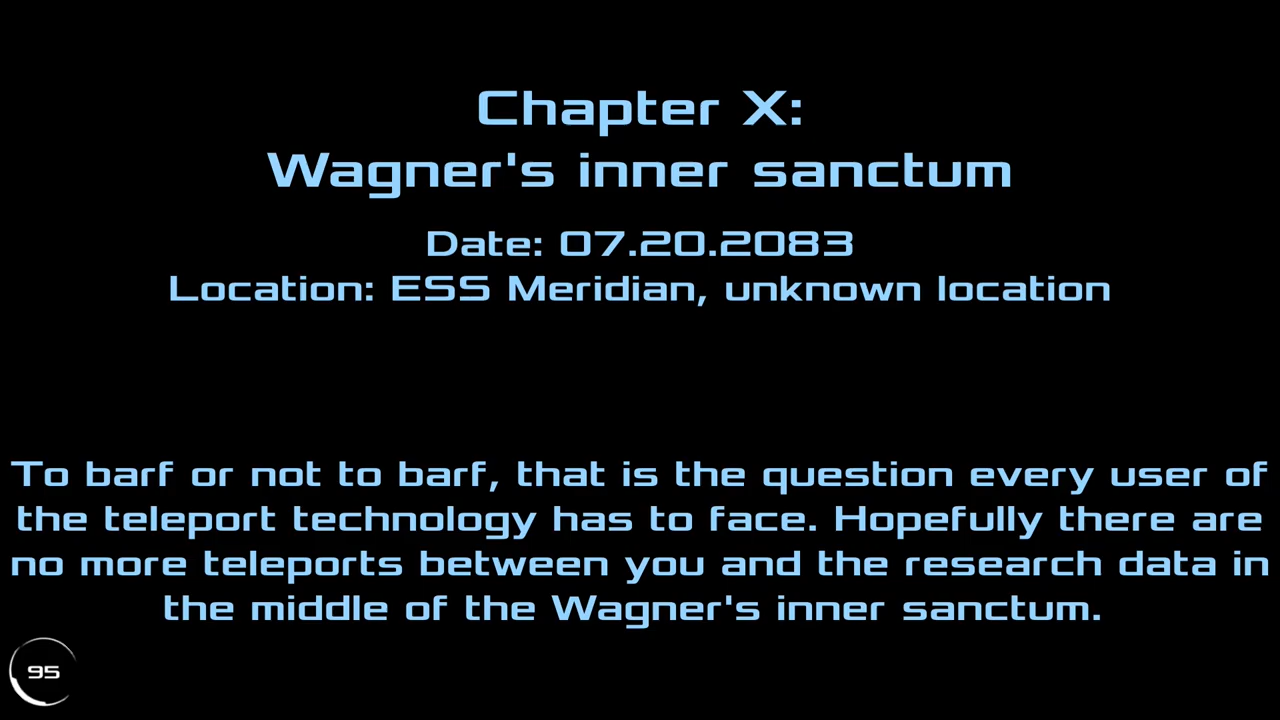 Chapter X:
Wagner's inner sanctum
Date: 07.20.2083
Location: ESS Meridian, unknown location
To barf or not to barf, that is the question every user of
the teleport technology has to face. Hopefully there are
no more teleports between you and the research data in
the middle of the Wagner's inner sanctum.
95